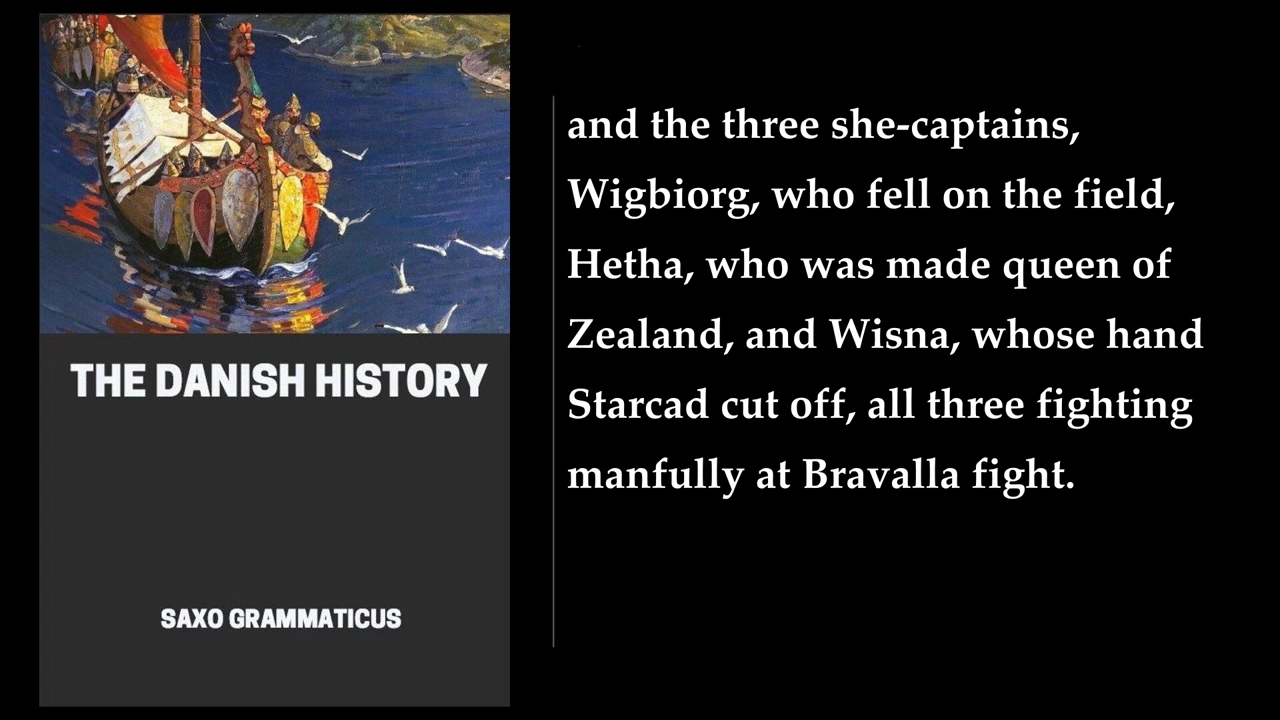 THE DANISH HISTORY
SAXO GRAMMATICUS
and the three she-captains,
Wigbiorg, who fell on the field,
Hetha, who was made queen of
Zealand, and Wisna, whose hand
Starcad cut off, all three fighting
manfully at Bravalla fight.